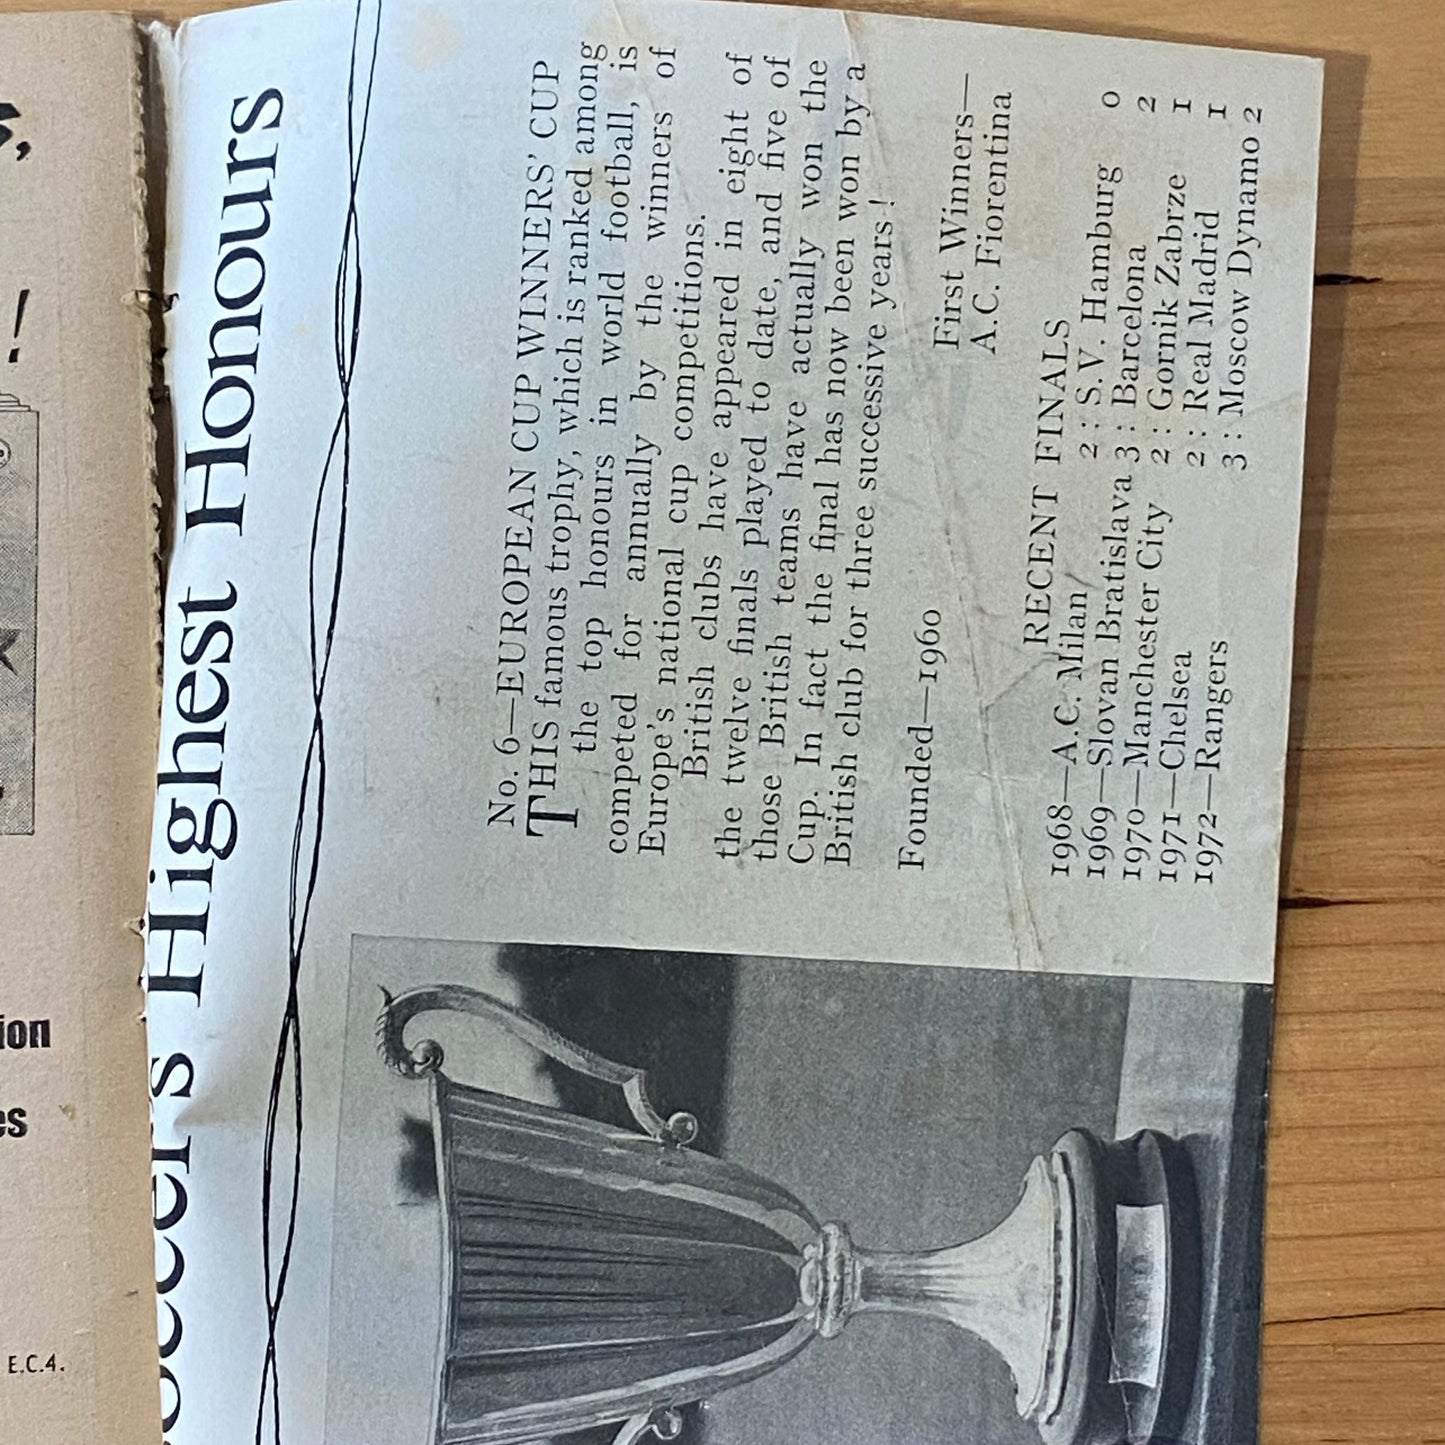 Soccer's Highest Honours
No. 6—EUROPEAN CUP WINNERS' CUP
THIS famous trophy, which is ranked among
the top honours in world football, is
competed for annually by the winners of
Europe's national cup competitions.
British clubs have appeared in eight of
the twelve finals played to date, and five of
those British teams have actually won the
Cup. In fact the final has now been won by a
British club for three successive years!
Founded—1960 First Winners—
A.C. Fiorentina
RECENT FINALS
1968—A.C. Milan 2 : S.V. Hamburg 0
1969—Slovan Bratislava 3 : Barcelona 2
1970—Manchester City 2 : Gornik Zabrze 1
1971—Chelsea 2 : Real Madrid 1
1972—Rangers 3 : Moscow Dynamo 2
!
ion
es
E.C.4.